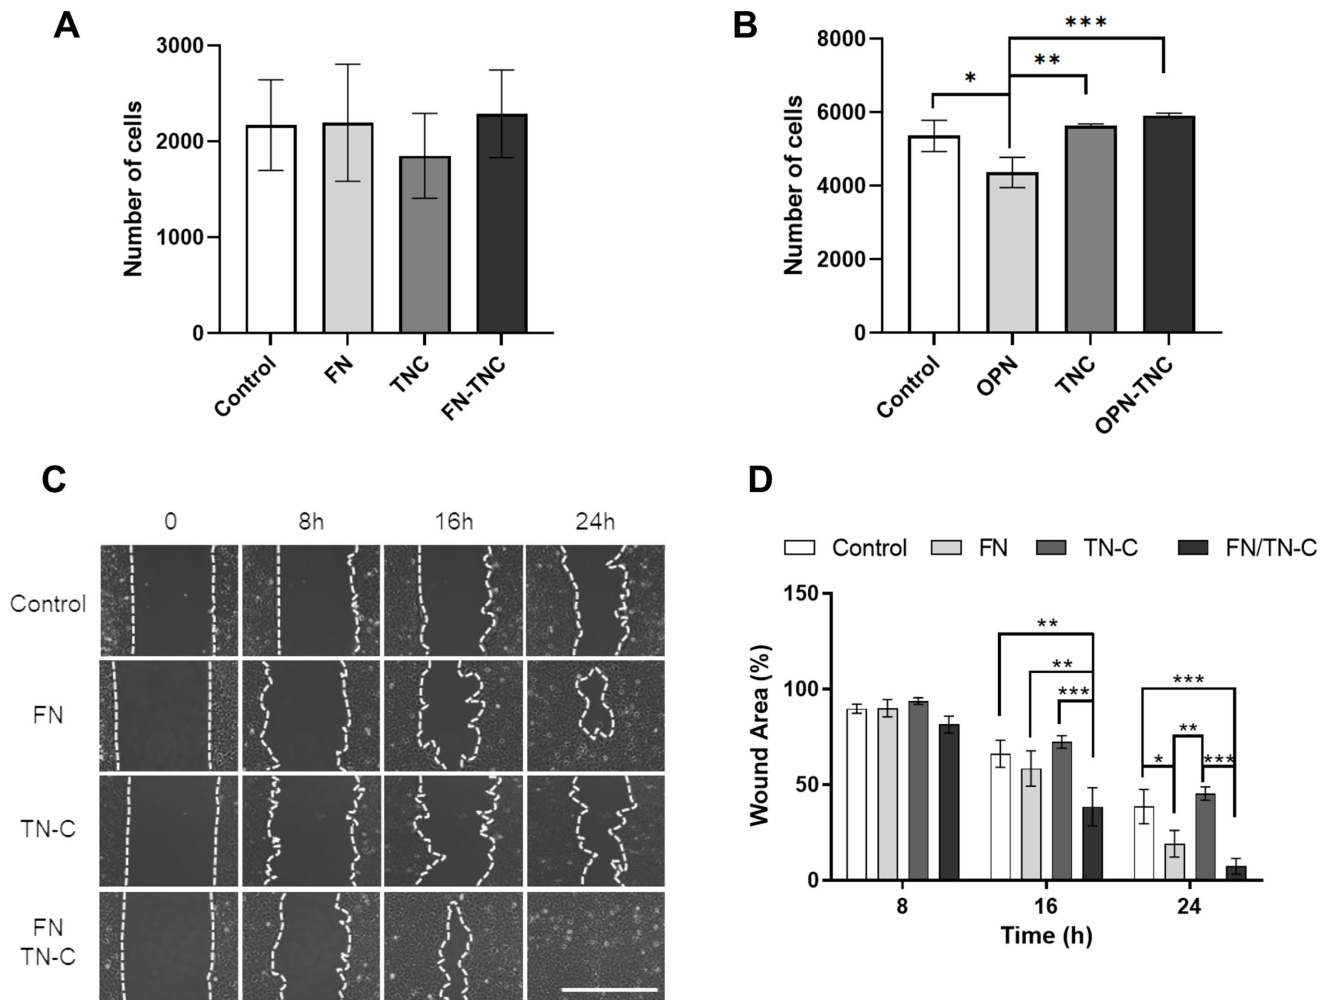 A
Number of cells
3000
2000
1000
0
Control
FN
TNC
FN-TNC
B
Number of cells
8000
6000
4000
2000
0
*
**
***
Control
OPN
TNC
OPN-TNC
C
0 8h 16h 24h
Control
FN
TN-C
FN
TN-C
D
Control FN TN-C FN/TN-C
Wound Area (%)
150
100
50
0
**
**
***
***
**
* ***
8 16 24
Time (h)